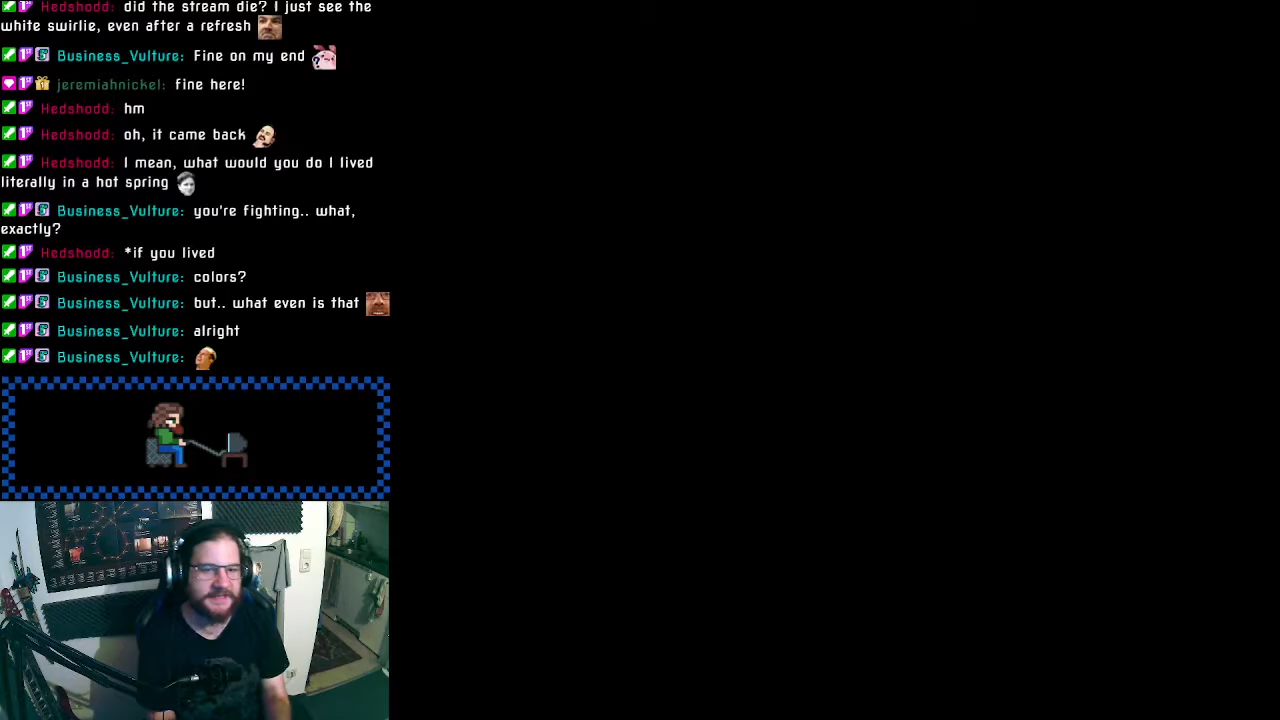 Hedshodd: did the stream die? I just see the
white swirlie, even after a refresh
Business_Vulture: Fine on my end
jeremiahnickel: fine here!
Hedshodd: hm
Hedshodd: oh, it came back
Hedshodd: I mean, what would you do I lived
literally in a hot spring
Business_Vulture: you're fighting.. what,
exactly?
Hedshodd: *if you lived
Business_Vulture: colors?
Business_Vulture: but.. what even is that
Business_Vulture: alright
Business_Vulture: